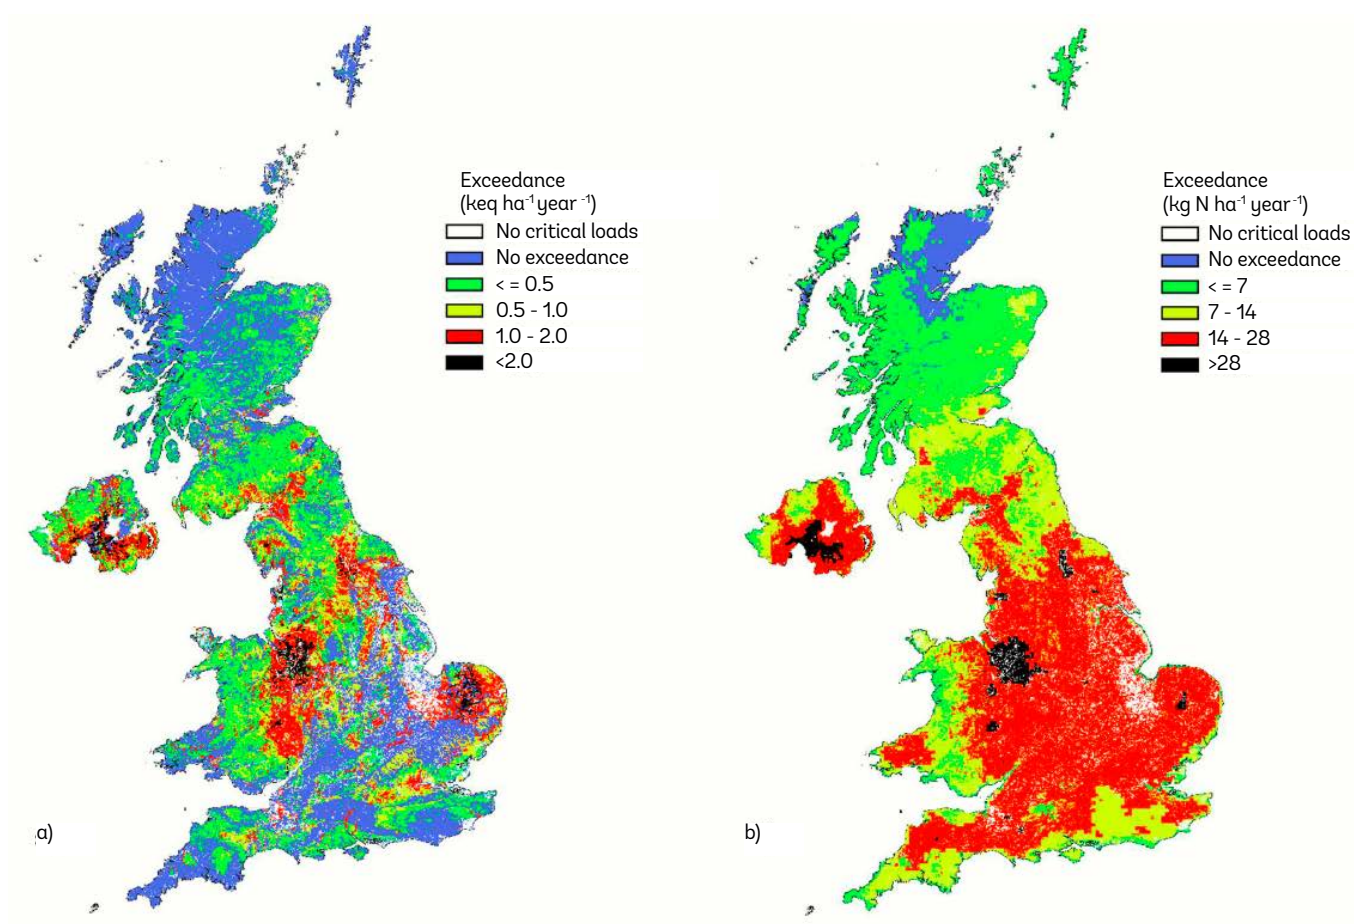 Exceedance
(keq ha-1 year -1)
No critical loads
No exceedance
< = 0.5
0.5 - 1.0
1.0 - 2.0
<2.0
a)
Exceedance
(kg N ha-1 year -1)
No critical loads
No exceedance
< = 7
7 - 14
14 - 28
>28
b)